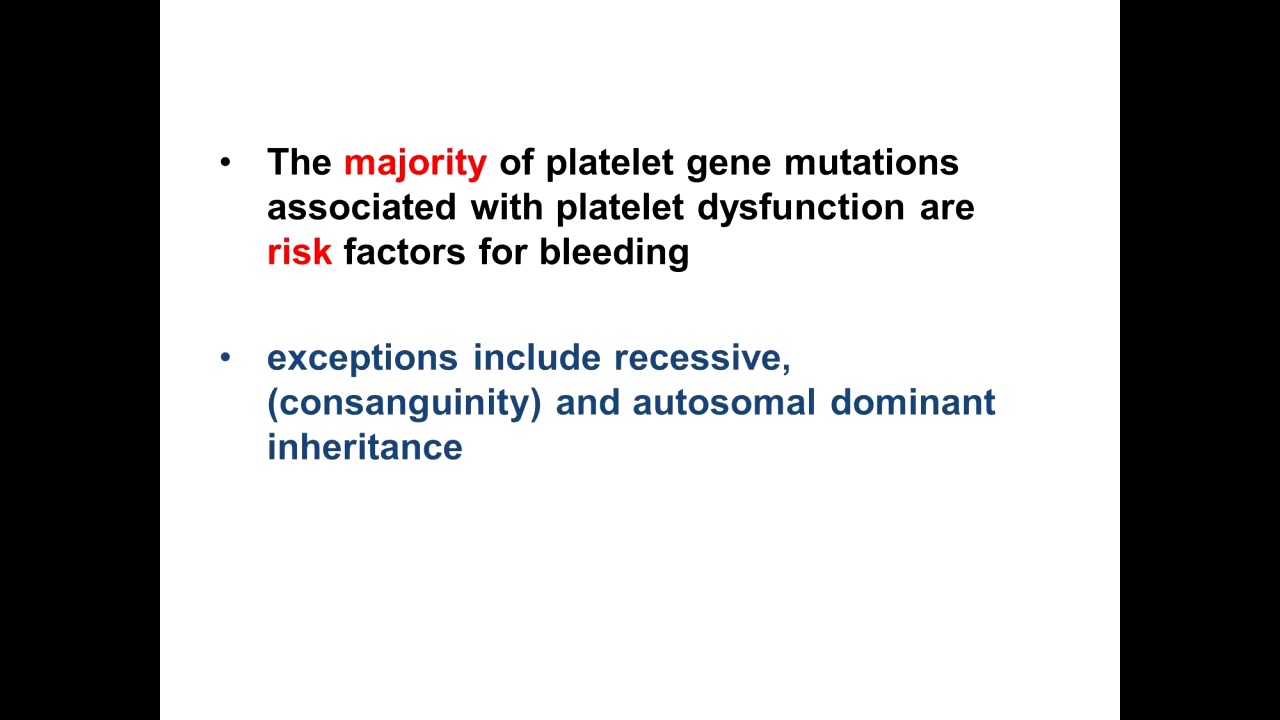 • The majority of platelet gene mutations
associated with platelet dysfunction are
risk factors for bleeding
• exceptions include recessive,
(consanguinity) and autosomal dominant
inheritance